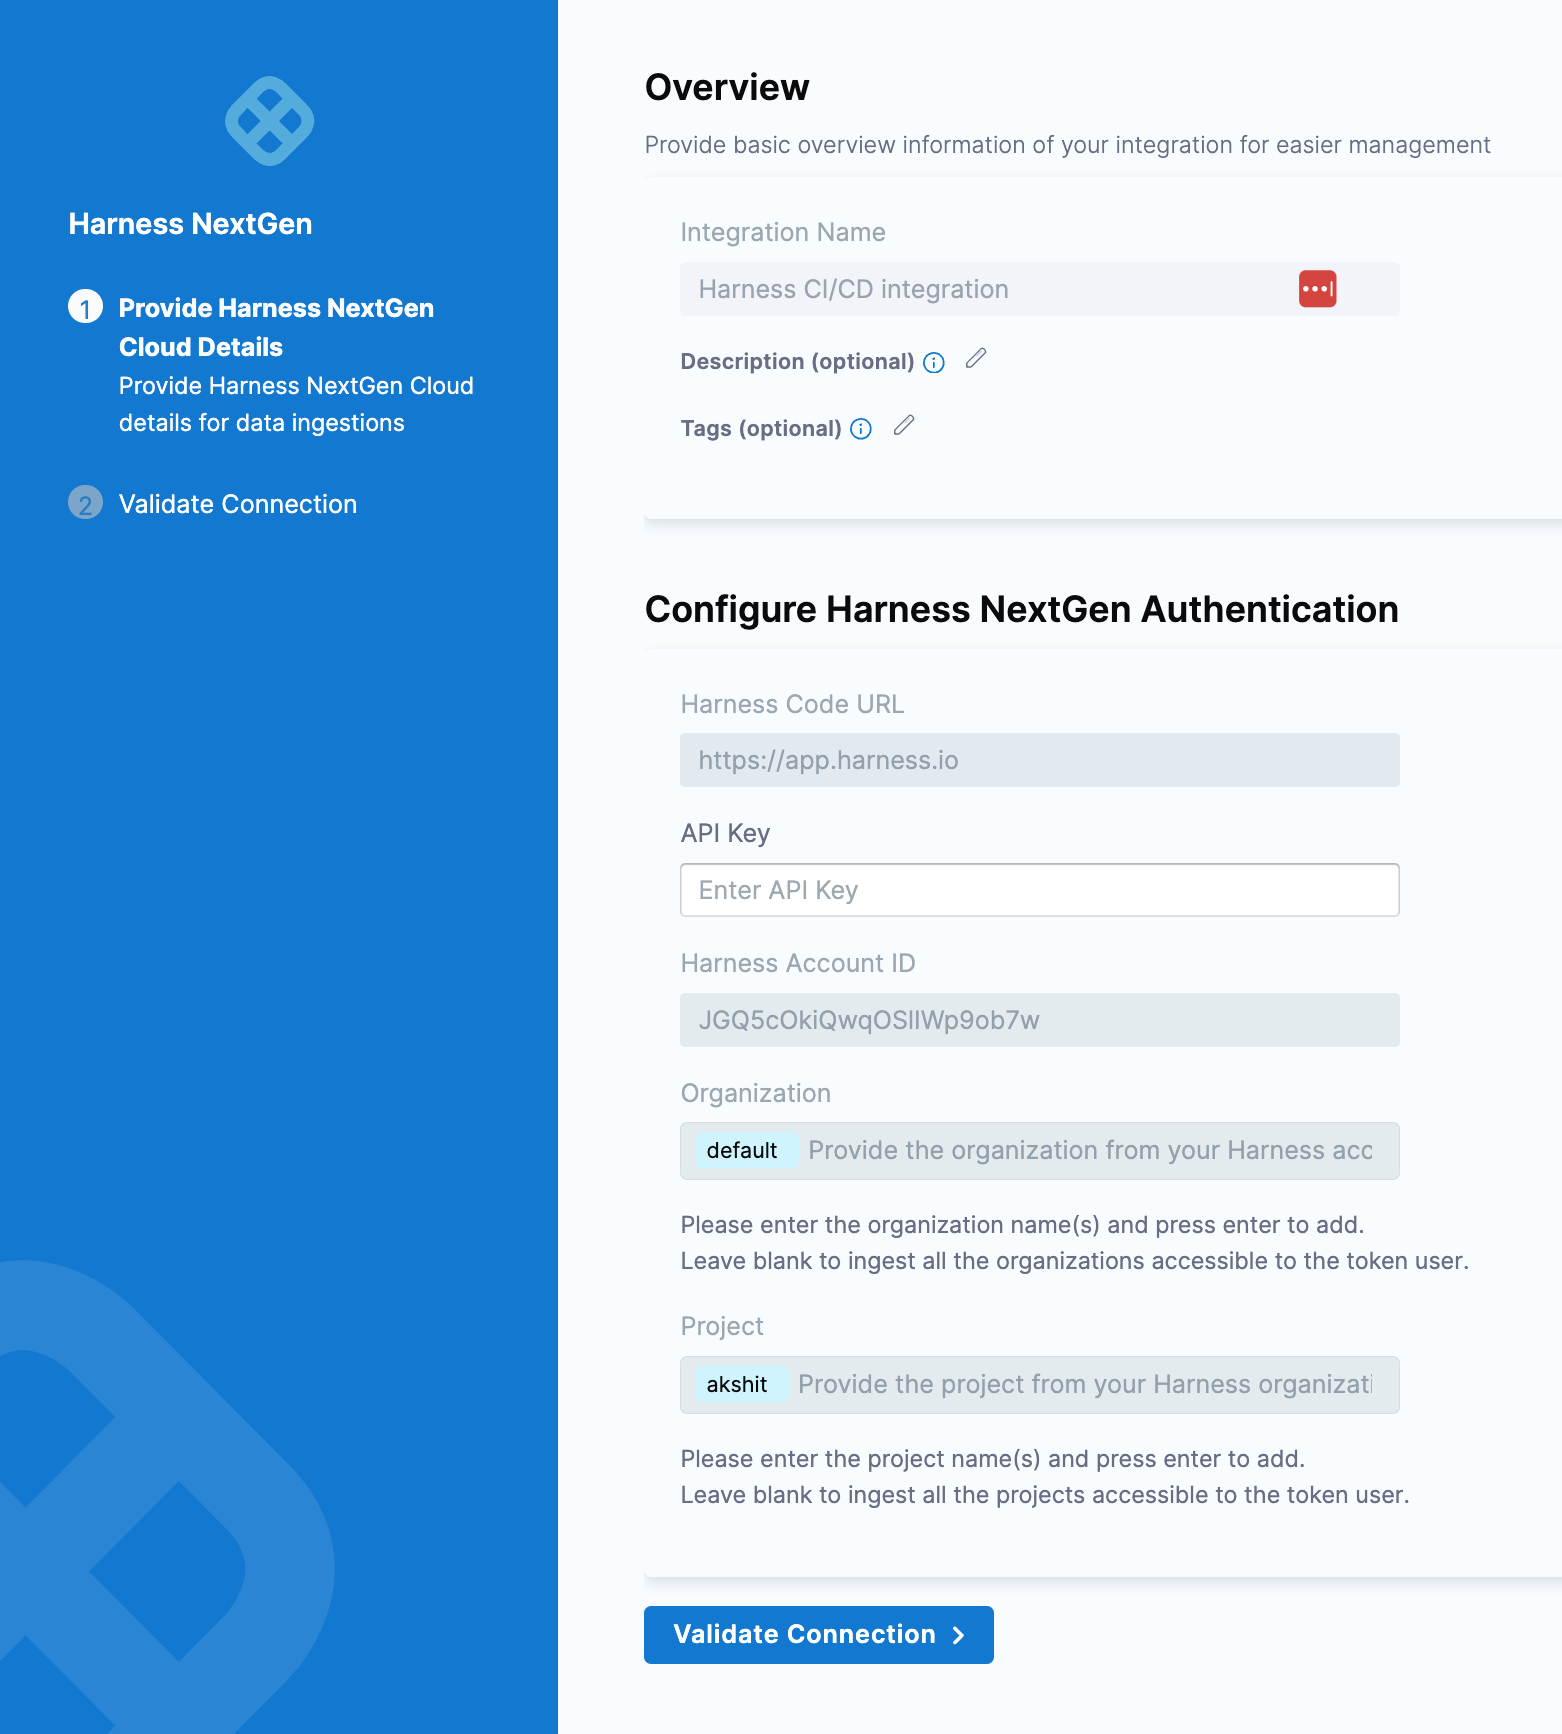 Harness NextGen
1 Provide Harness NextGen
Cloud Details
Provide Harness NextGen Cloud
details for data ingestions
2 Validate Connection
Overview
Provide basic overview information of your integration for easier management
Integration Name
Harness CI/CD integration
Description (optional)
Tags (optional)
Configure Harness NextGen Authentication
Harness Code URL
https://app.harness.io
API Key
Enter API Key
Harness Account ID
JGQ5cOkiQwqOSIlWp9ob7w
Organization
default Provide the organization from your Harness acc
Please enter the organization name(s) and press enter to add.
Leave blank to ingest all the organizations accessible to the token user.
Project
akshit Provide the project from your Harness organizati
Please enter the project name(s) and press enter to add.
Leave blank to ingest all the projects accessible to the token user.
Validate Connection